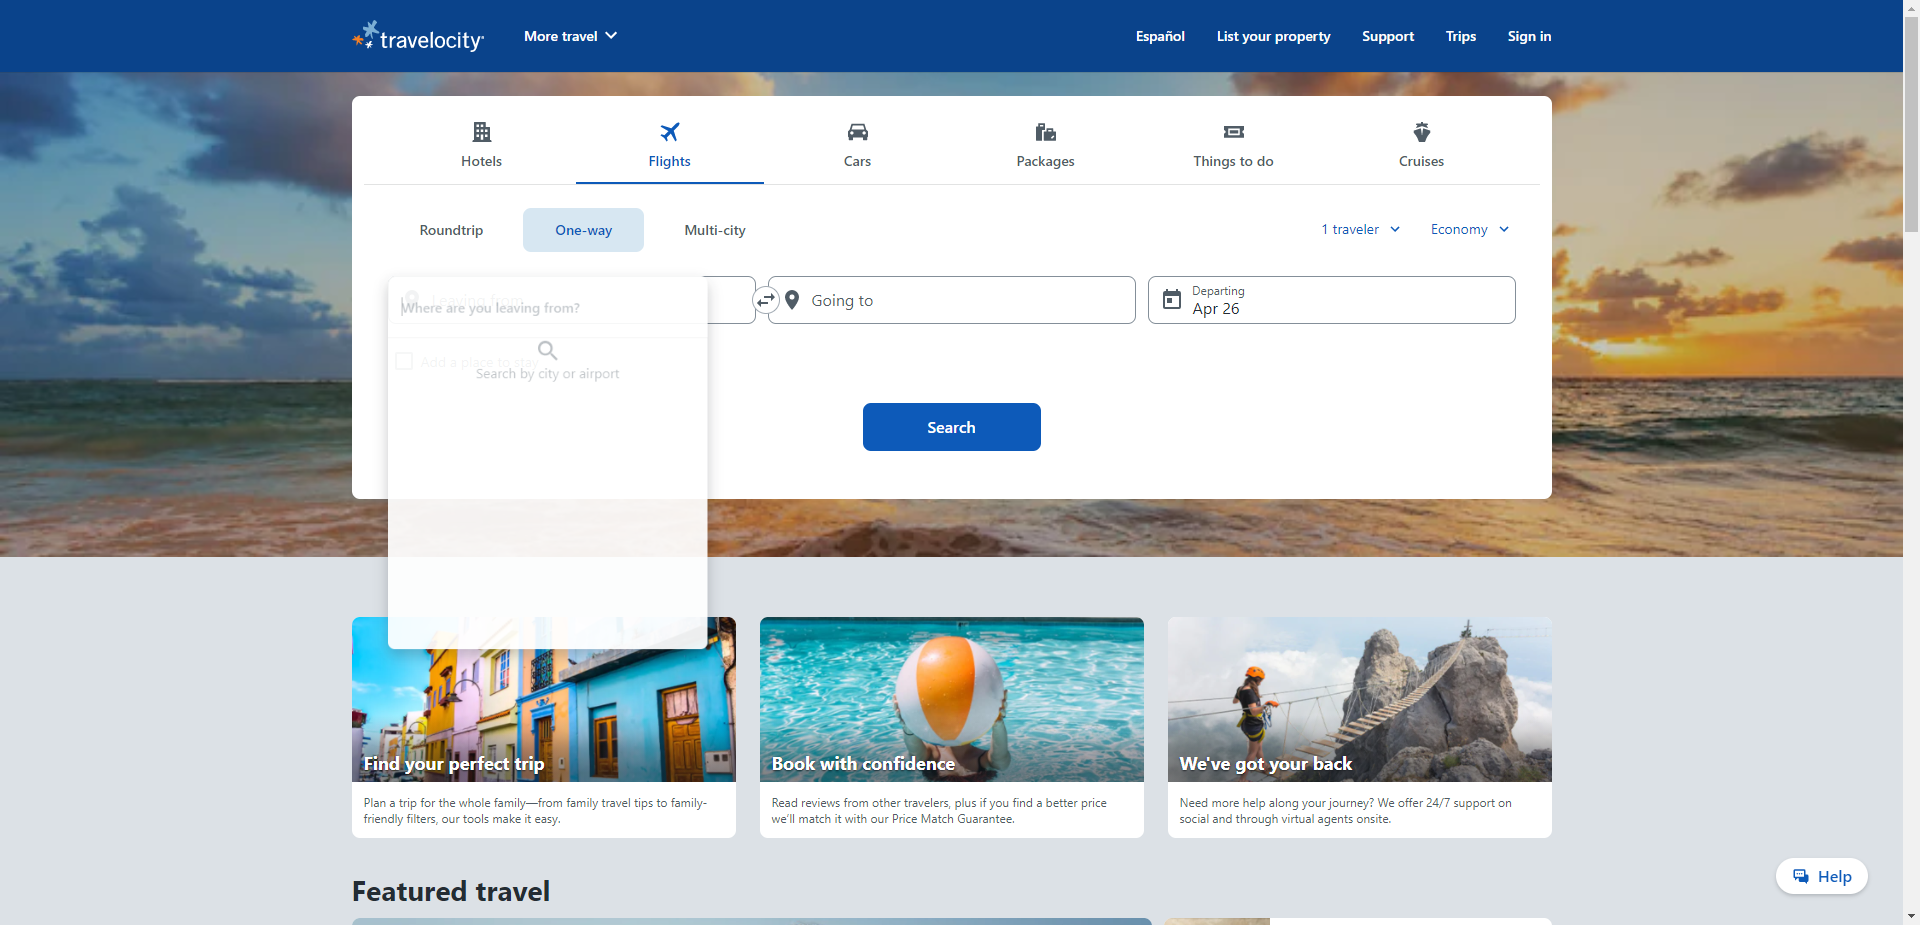 travelocity
More travel
Español
List your property
Support
Trips
Sign in
Hotels
Flights
Cars
Packages
Things to do
Cruises
Roundtrip
One-way
Multi-city
1 traveler
Economy
Leaving from
Where are you leaving from?
Going to
Departing
Apr 26
Add a place to stay
Search by city or airport
Search
Find your perfect trip
Plan a trip for the whole family—from family travel tips to family-
friendly filters, our tools make it easy.
Book with confidence
Read reviews from other travelers, plus if you find a better price
we'll match it with our Price Match Guarantee.
We've got your back
Need more help along your journey? We offer 24/7 support on
social and through virtual agents onsite.
Featured travel
Help